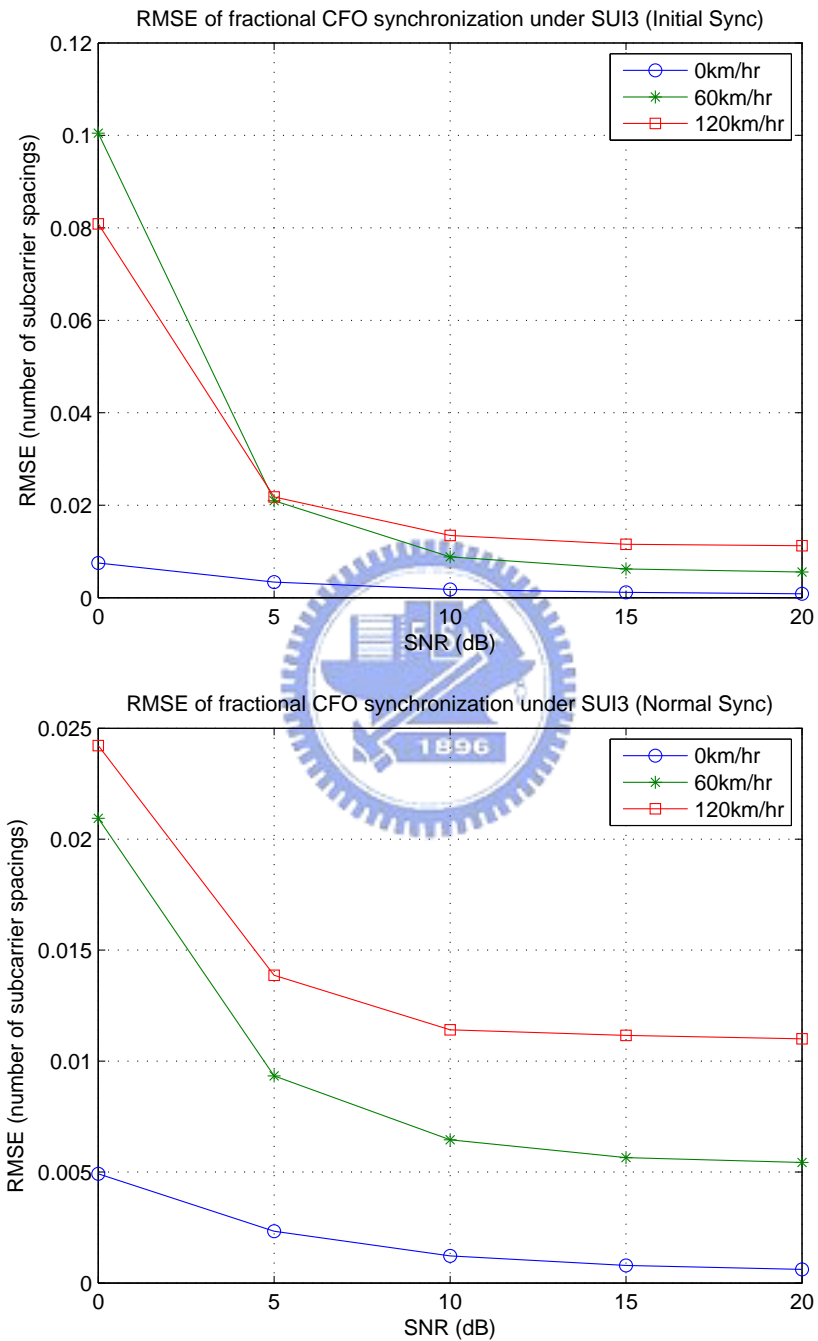 RMSE of fractional CFO synchronization under SUI3 (Initial Sync)
0.12
0.1
0.08
0.06
0.04
0.02
0
RMSE (number of subcarrier spacings)
0km/hr
60km/hr
120km/hr
0 5 10 15 20
SNR (dB)
RMSE of fractional CFO synchronization under SUI3 (Normal Sync)
0.025
0.02
0.015
0.01
0.005
0
RMSE (number of subcarrier spacings)
0km/hr
60km/hr
120km/hr
1896
0 5 10 15 20
SNR (dB)